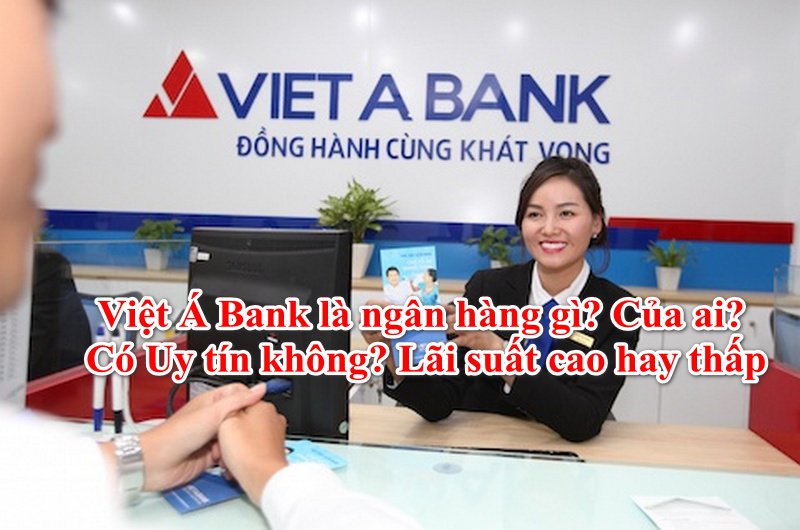 VIET A BANK
ĐỒNG HÀNH CÙNG KHÁT VỌNG
Việt Á Bank là ngân hàng gì? Của ai?
Có Uy tín không? Lãi suất cao hay thấp